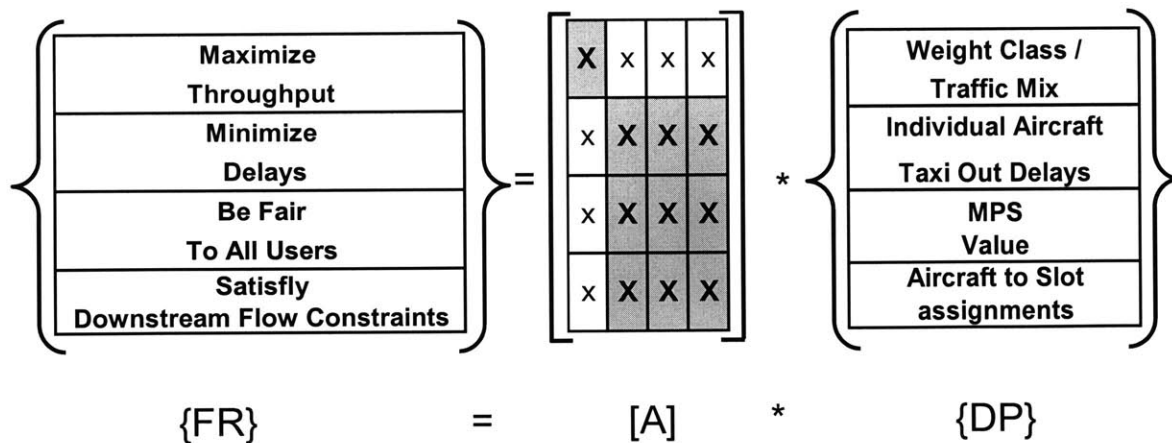 Maximize
Throughput
Minimize
Delays
Be Fair
To All Users
Satisfly
Downstream Flow Constraints
=
X x x x
x X X X
x X X X
x X X X
*
Weight Class /
Traffic Mix
Individual Aircraft
Taxi Out Delays
MPS
Value
Aircraft to Slot
assignments
{FR} = [A] * {DP}